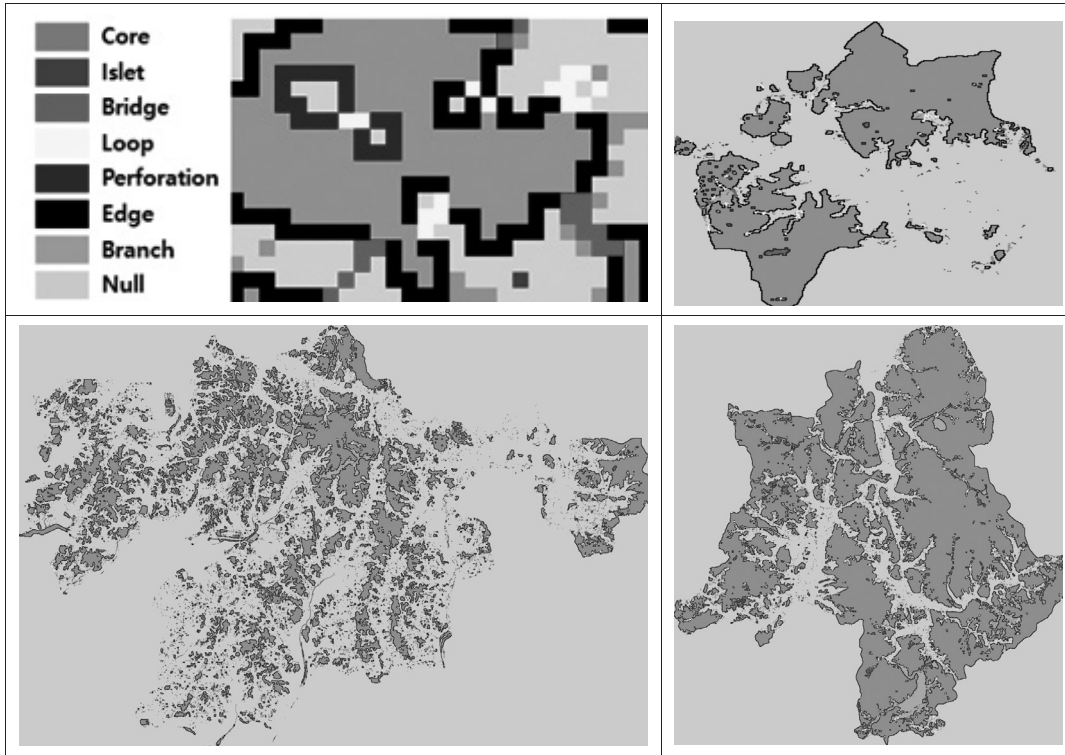 Core
Islet
Bridge
Loop
Perforation
Edge
Branch
Null